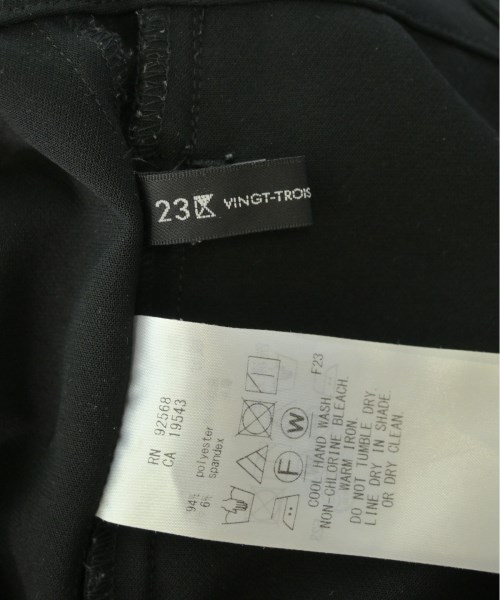 23 VINGT-TROIS
RN 92568
CA 19543
94% polyester
6% spandex
F
W
F23
COOL HAND WASH.
NON-CHLORINE BLEACH.
WARM IRON.
DO NOT TUMBLE DRY.
LINE DRY IN SHADE.
OR DRY CLEAN